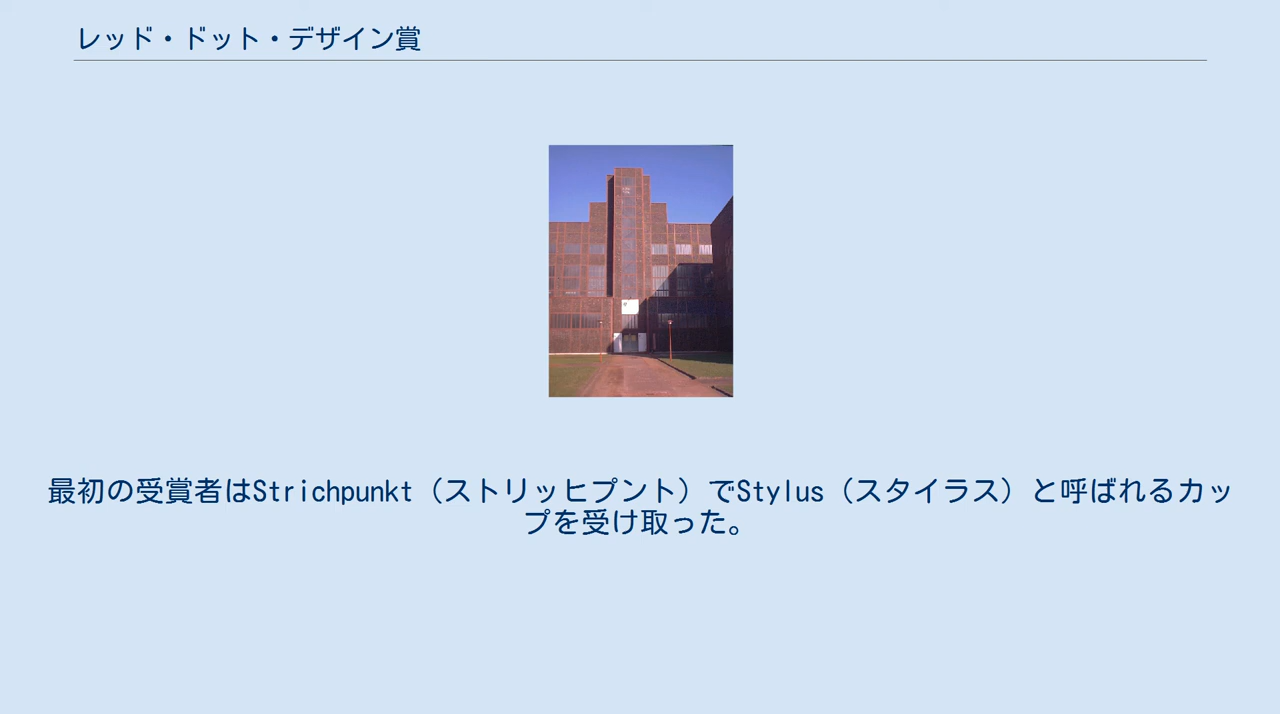 レッド・ドット・デザイン賞
最初の受賞者はStrichpunkt（ストリッヒプント）でStylus（スタイラス）と呼ばれるカッ
プを受け取った。